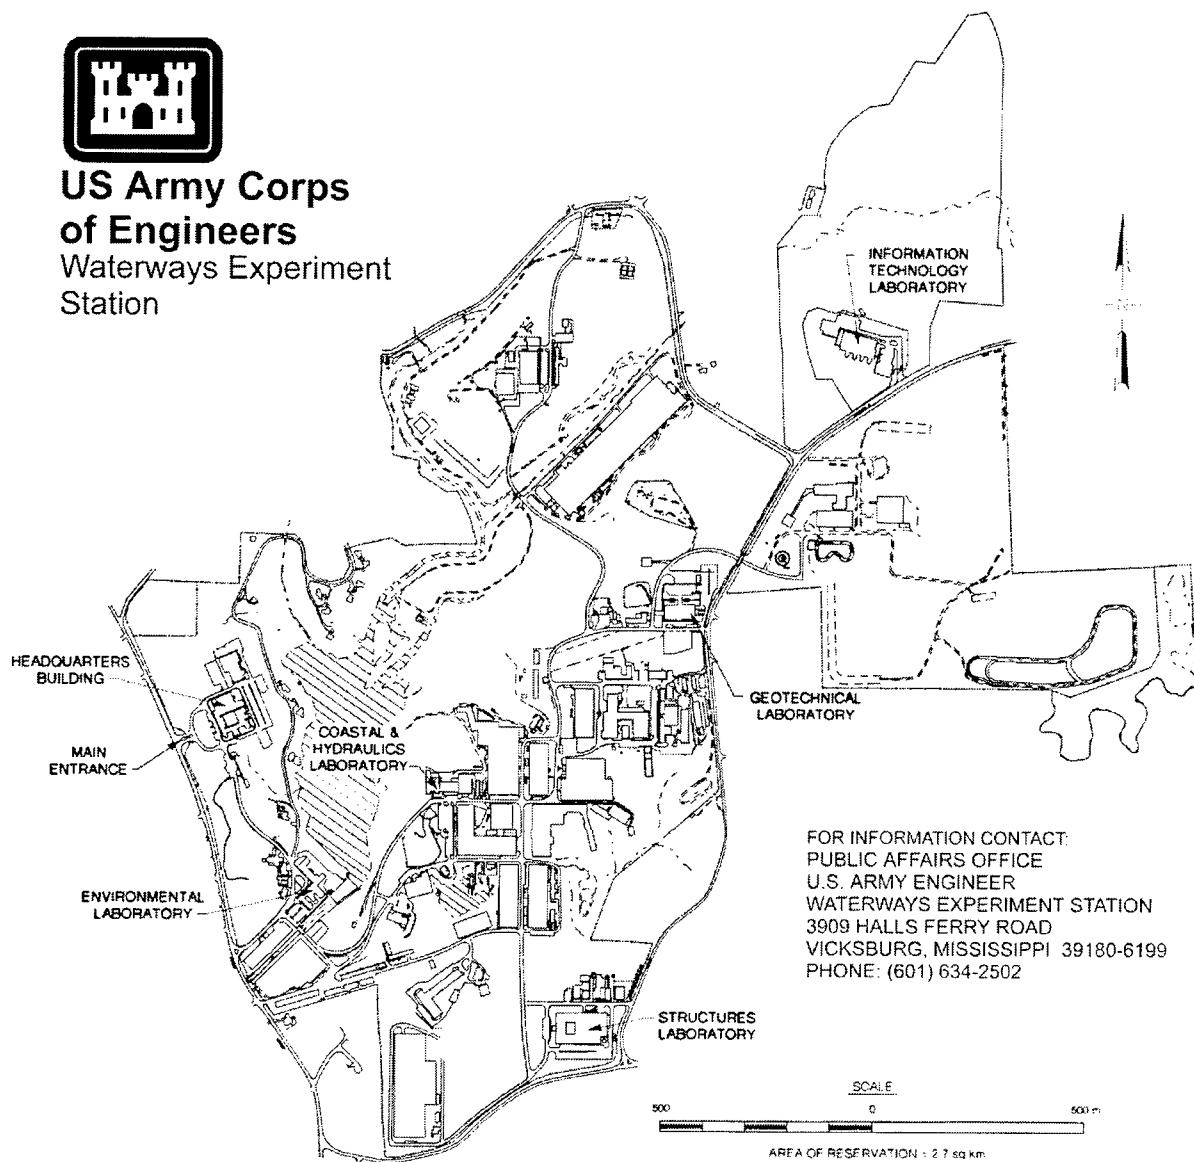 US Army Corps
of Engineers
Waterways Experiment
Station
INFORMATION
TECHNOLOGY
LABORATORY
N
HEADQUARTERS
BUILDING
MAIN
ENTRANCE
COASTAL &
HYDRAULICS
LABORATORY
GEOTECHNICAL
LABORATORY
ENVIRONMENTAL
LABORATORY
STRUCTURES
LABORATORY
FOR INFORMATION CONTACT:
PUBLIC AFFAIRS OFFICE
U.S. ARMY ENGINEER
WATERWAYS EXPERIMENT STATION
3909 HALLS FERRY ROAD
VICKSBURG, MISSISSIPPI 39180-6199
PHONE: (601) 634-2502
SCALE
500 0 500 m
AREA OF RESERVATION = 2.7 sq km